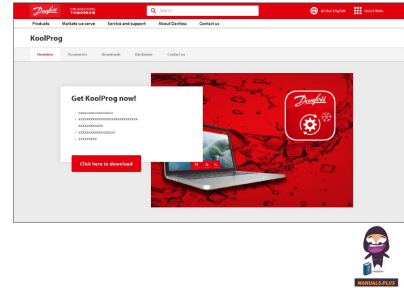 Danfoss
ENGINEERING
TOMORROW
Search
Global English
Quick links
Products
Markets we serve
Service and support
About Danfoss
Contact us
KoolProg
Overview
Documents
Downloads
Disclaimer
Contact us
Get KoolProg now!
Click here to download
Danfoss
MANUALS.PLUS